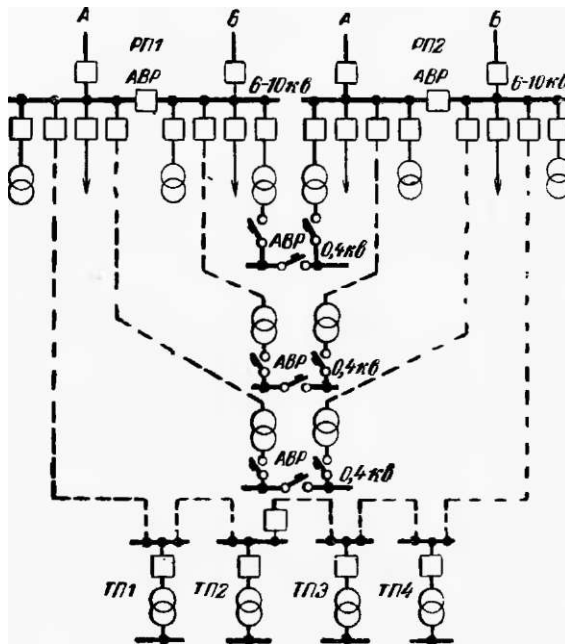 А Б А Б
РП1 РП2
АВР 6-10кв АВР 6-10кв
АВР 0,4кв
АВР 0,4кв
АВР 0,4кв
ТП1 ТП2 ТП3 ТП4